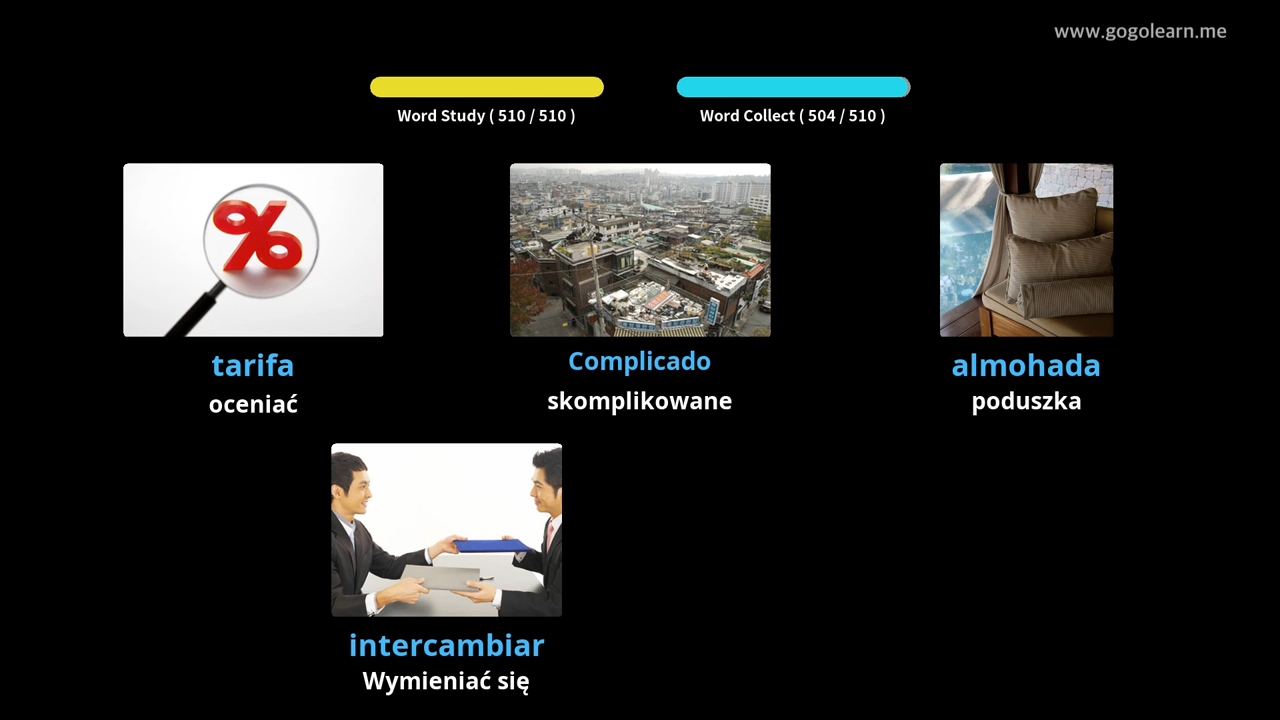 www.gogolearn.me
Word Study ( 510 / 510 )
Word Collect ( 504 / 510 )
tarifa
oceniać
Complicado
skomplikowane
almohada
poduszka
intercambiar
Wymieniać się